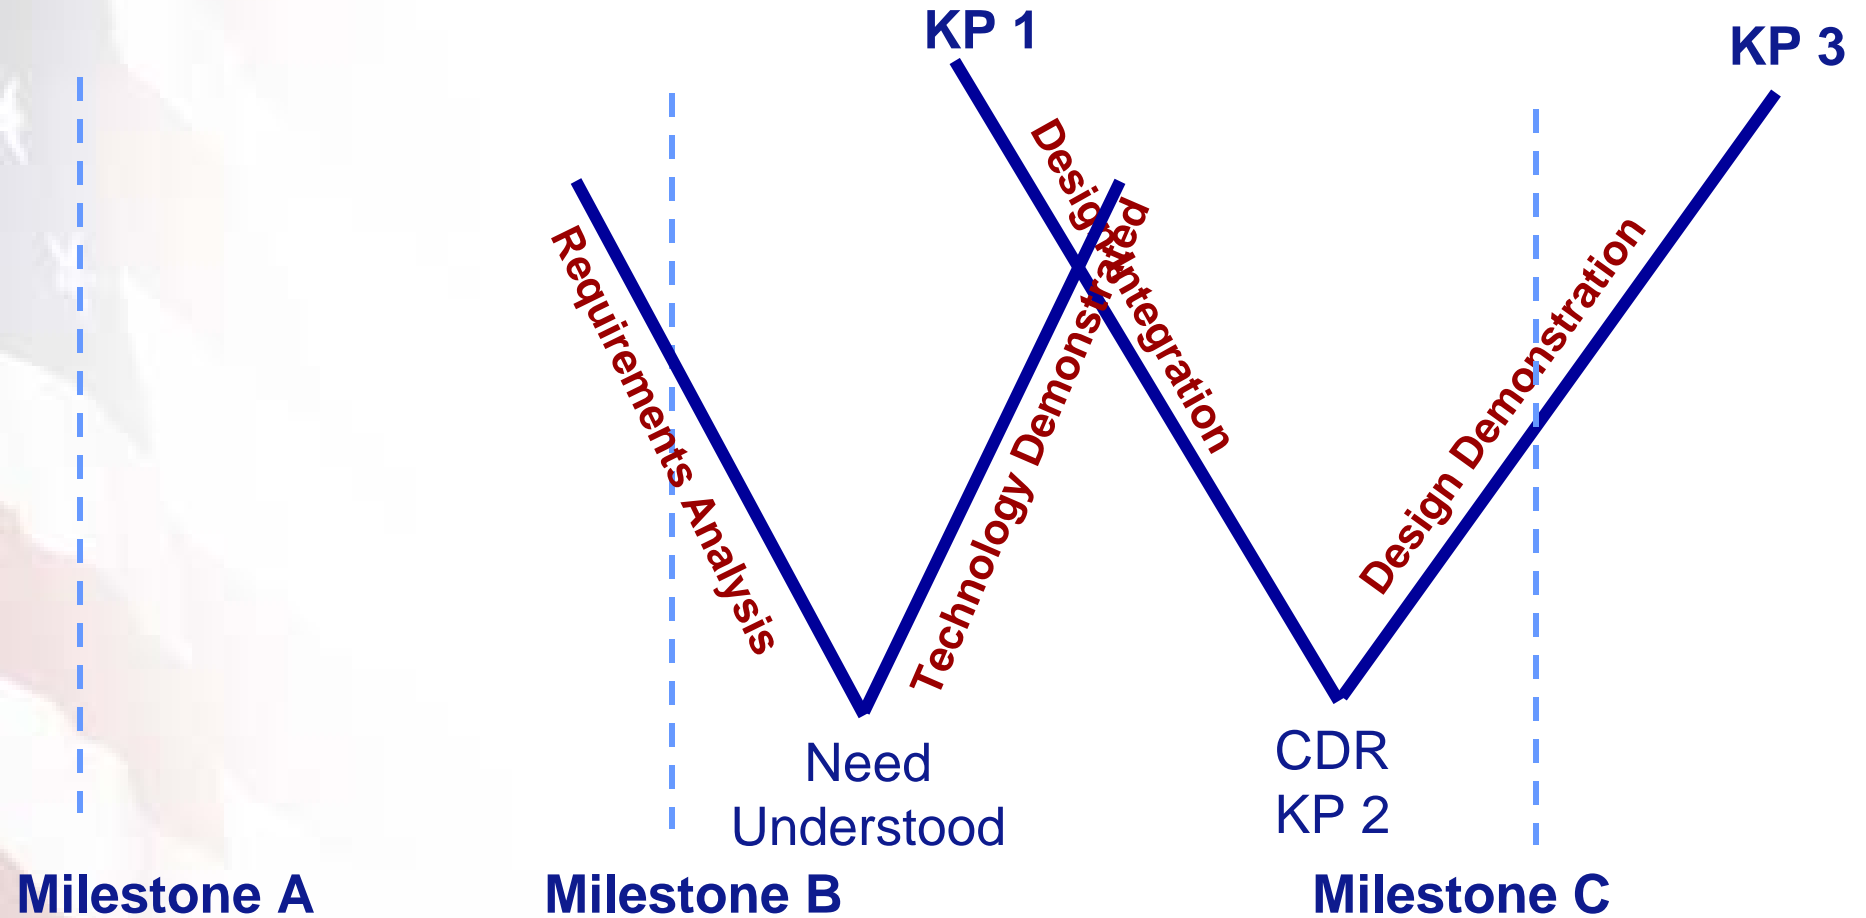 KP 1
KP 3
Requirements Analysis
Technology Demonstrated
Design Integration
Design Demonstration
Need
Understood
CDR
KP 2
Milestone A
Milestone B
Milestone C